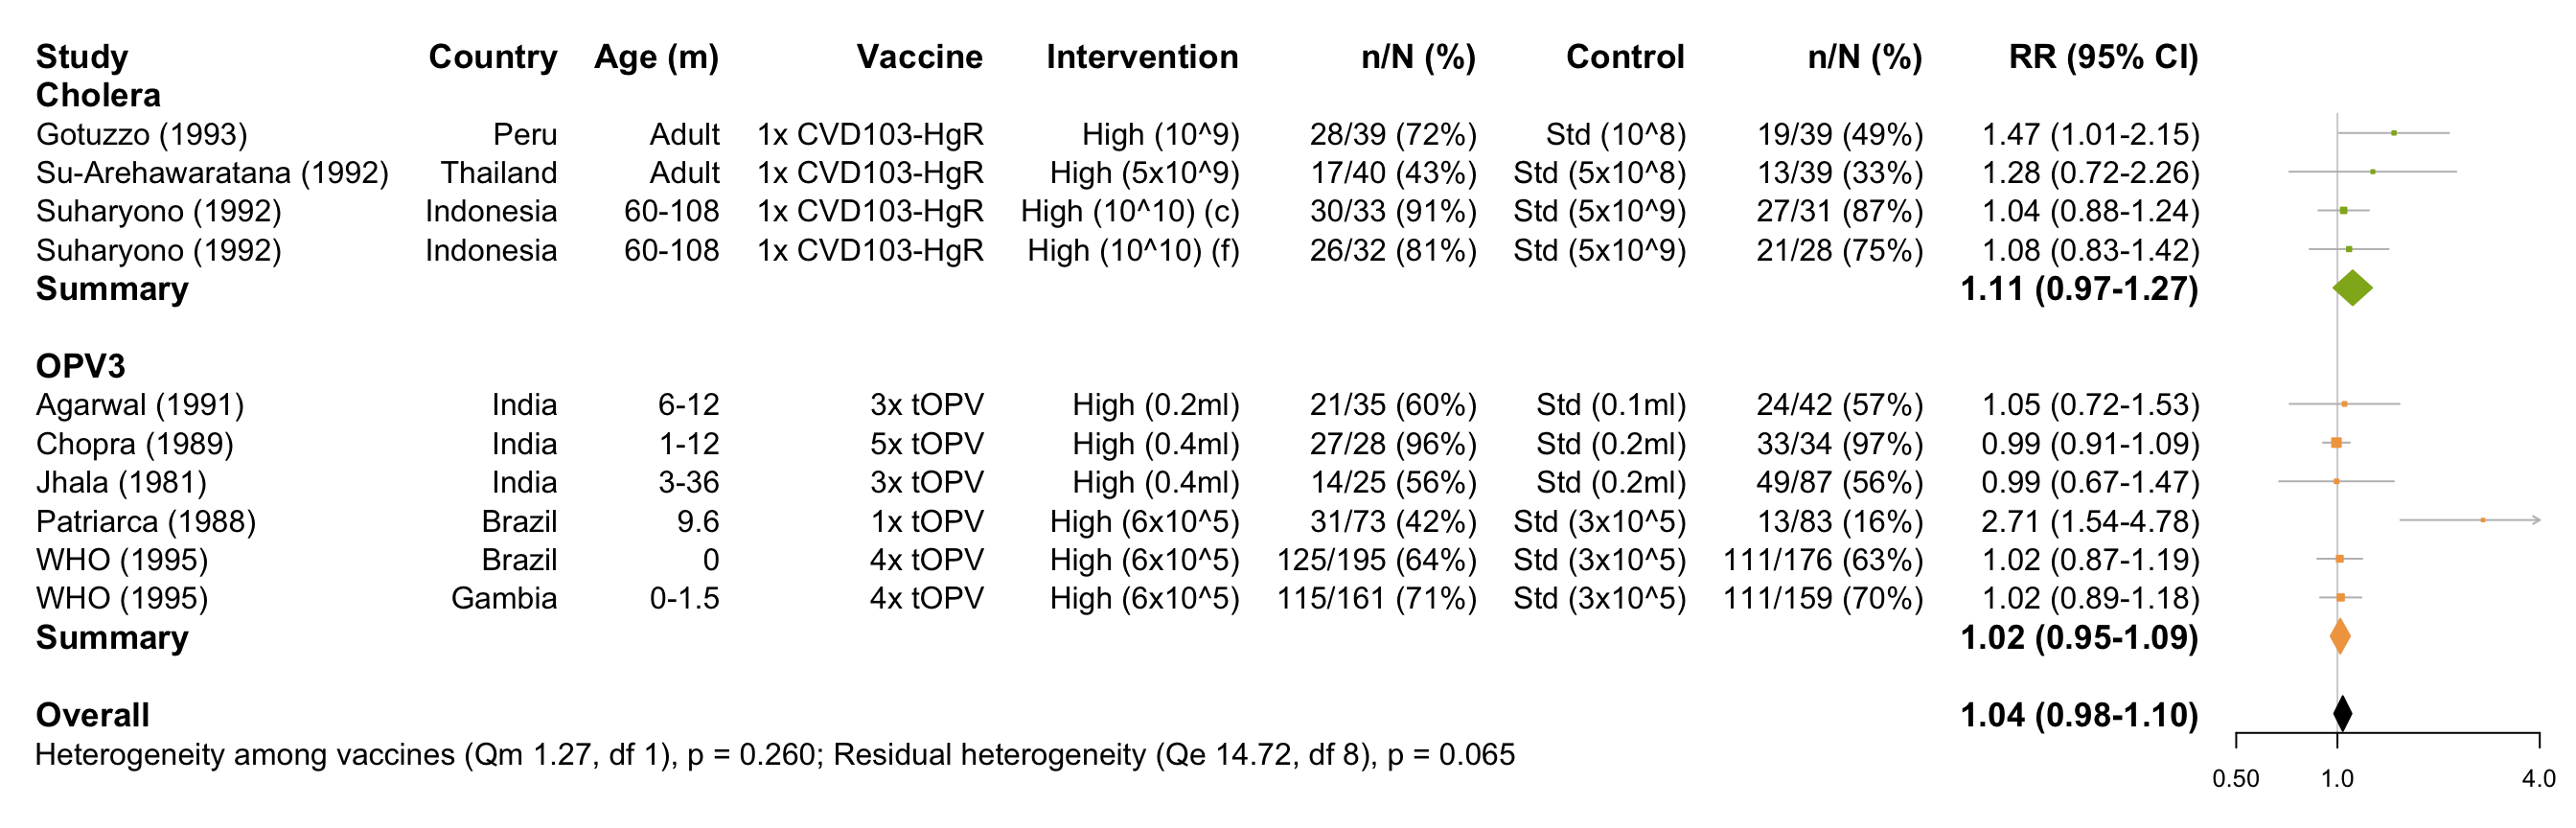 Study Country Age (m) Vaccine Intervention n/N (%) Control n/N (%) RR (95% CI)
Cholera
Gotuzzo (1993) Peru Adult 1x CVD103-HgR High (10^9) 28/39 (72%) Std (10^8) 19/39 (49%) 1.47 (1.01-2.15)
Su-Arehawaratana (1992) Thailand Adult 1x CVD103-HgR High (5x10^9) 17/40 (43%) Std (5x10^8) 13/39 (33%) 1.28 (0.72-2.26)
Suharyono (1992) Indonesia 60-108 1x CVD103-HgR High (10^10) (c) 30/33 (91%) Std (5x10^9) 27/31 (87%) 1.04 (0.88-1.24)
Suharyono (1992) Indonesia 60-108 1x CVD103-HgR High (10^10) (f) 26/32 (81%) Std (5x10^9) 21/28 (75%) 1.08 (0.83-1.42)
Summary 1.11 (0.97-1.27)
OPV3
Agarwal (1991) India 6-12 3x tOPV High (0.2ml) 21/35 (60%) Std (0.1ml) 24/42 (57%) 1.05 (0.72-1.53)
Chopra (1989) India 1-12 5x tOPV High (0.4ml) 27/28 (96%) Std (0.2ml) 33/34 (97%) 0.99 (0.91-1.09)
Jhala (1981) India 3-36 3x tOPV High (0.4ml) 14/25 (56%) Std (0.2ml) 49/87 (56%) 0.99 (0.67-1.47)
Patriarca (1988) Brazil 9.6 1x tOPV High (6x10^5) 31/73 (42%) Std (3x10^5) 13/83 (16%) 2.71 (1.54-4.78)
WHO (1995) Brazil 0 4x tOPV High (6x10^5) 125/195 (64%) Std (3x10^5) 111/176 (63%) 1.02 (0.87-1.19)
WHO (1995) Gambia 0-1.5 4x tOPV High (6x10^5) 115/161 (71%) Std (3x10^5) 111/159 (70%) 1.02 (0.89-1.18)
Summary 1.02 (0.95-1.09)
Overall 1.04 (0.98-1.10)
Heterogeneity among vaccines (Qm 1.27, df 1), p = 0.260; Residual heterogeneity (Qe 14.72, df 8), p = 0.065
0.50 1.0 4.0